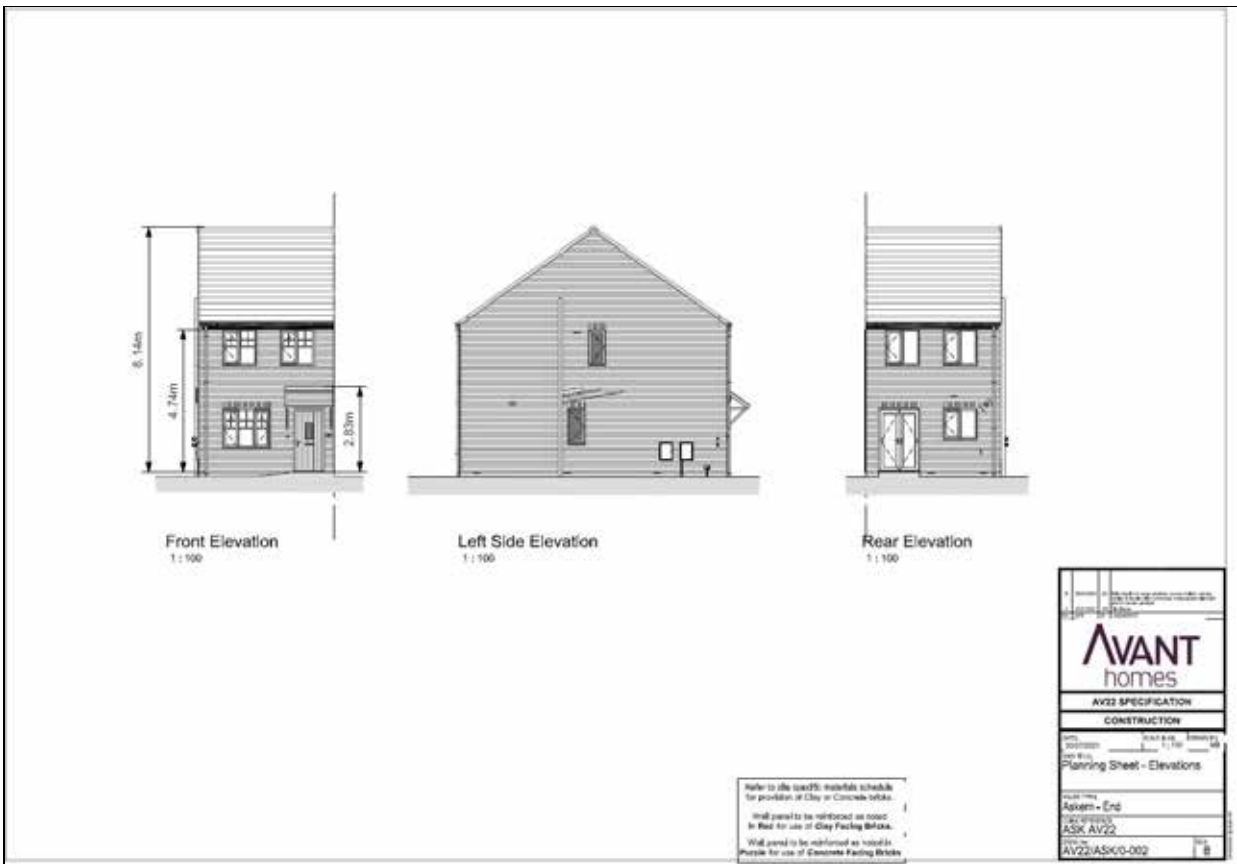 8.14m
4.74m
2.83m
Front Elevation
1 : 100
Left Side Elevation
1 : 100
Rear Elevation
1 : 100
AVANT
homes
AV22 SPECIFICATION
CONSTRUCTION
Planning Sheet - Elevations
Askern - End
ASK AV22
AV22/ASK/0-002
B
Refer to site specific materials schedule
for provision of Clay or Concrete bricks.
Wall panel to be reinforced as noted
in Red for use of Clay Facing Bricks.
Wall panel to be reinforced as noted in
Purple for use of Concrete Facing Bricks